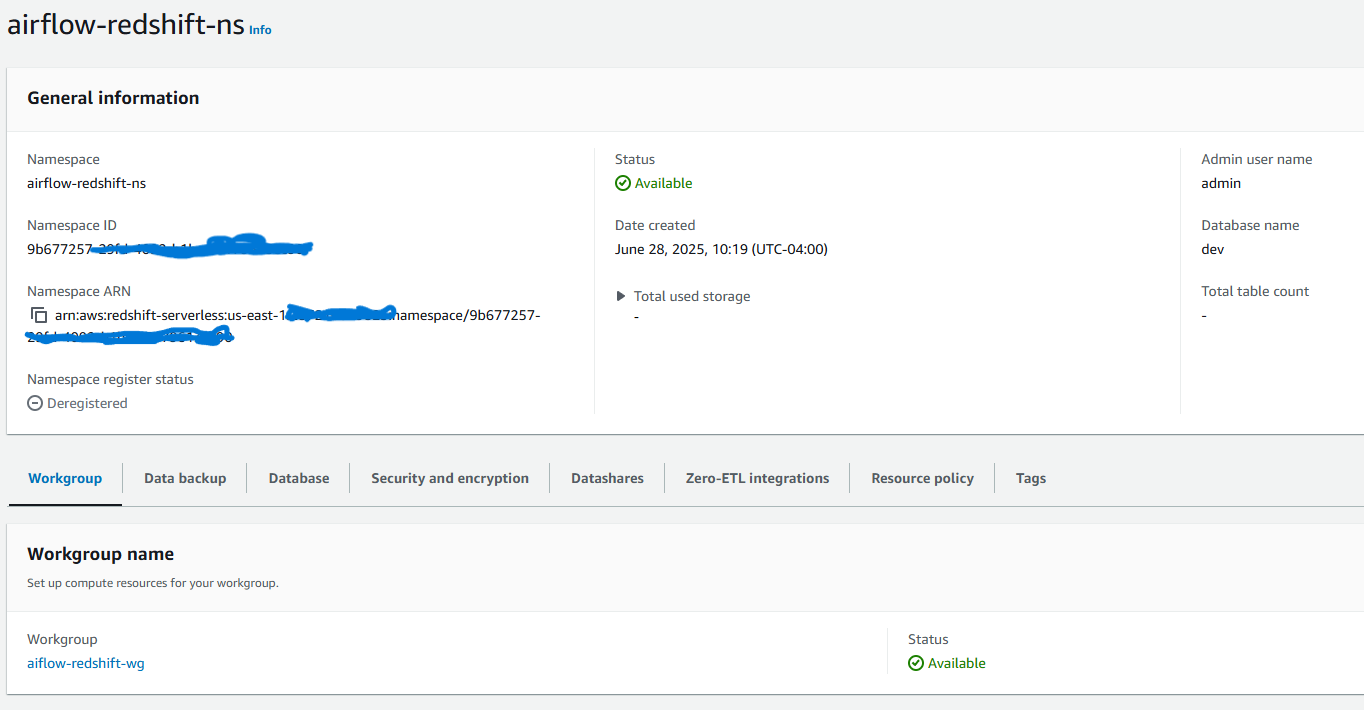 airflow-redshift-ns Info
General information
Namespace
airflow-redshift-ns
Status
Available
Admin user name
admin
Namespace ID
9b677257-
Date created
June 28, 2025, 10:19 (UTC-04:00)
Database name
dev
Namespace ARN
arn:aws:redshift-serverless:us-east-1 namespace/9b677257-
Total used storage
-
Total table count
-
Namespace register status
Deregistered
Workgroup Data backup Database Security and encryption Datashares Zero-ETL integrations Resource policy Tags
Workgroup name
Set up compute resources for your workgroup.
Workgroup
aiflow-redshift-wg
Status
Available